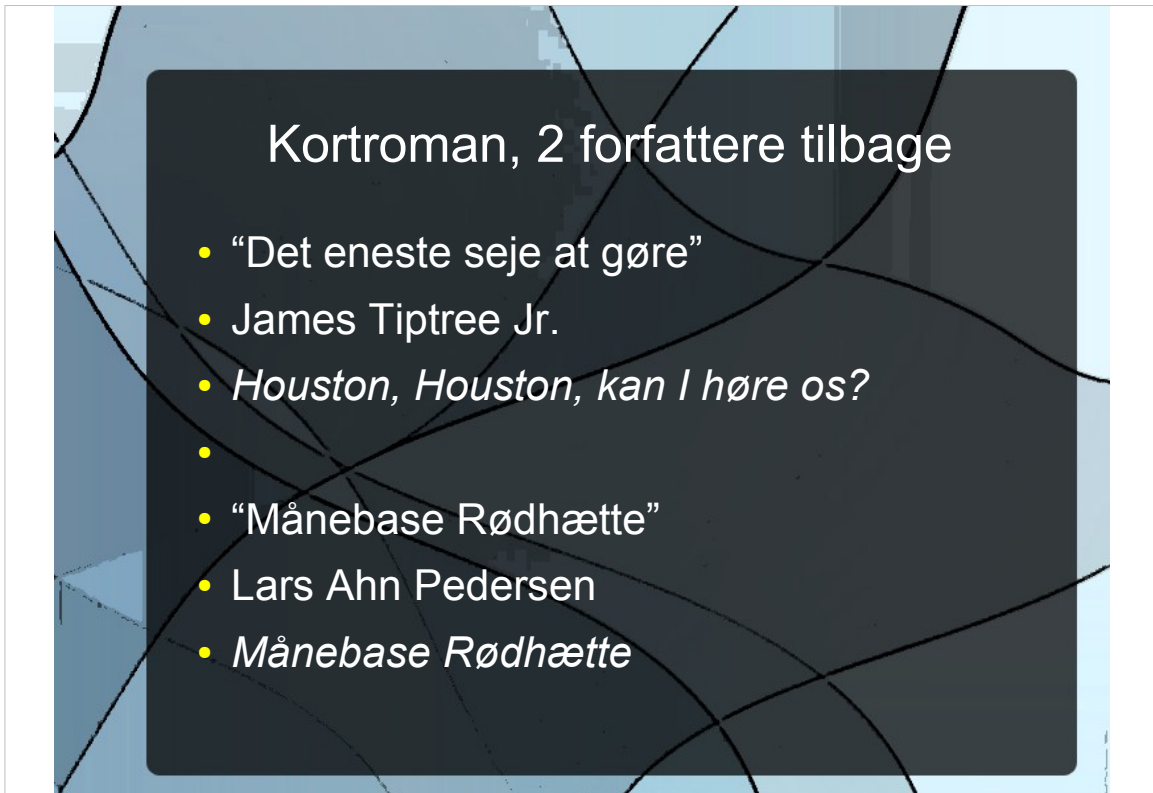 Kortroman, 2 forfattere tilbage
• “Det eneste seje at gøre”
• James Tiptree Jr.
• Houston, Houston, kan I høre os?
•
• “Månebase Rødhætte”
• Lars Ahn Pedersen
• Månebase Rødhætte